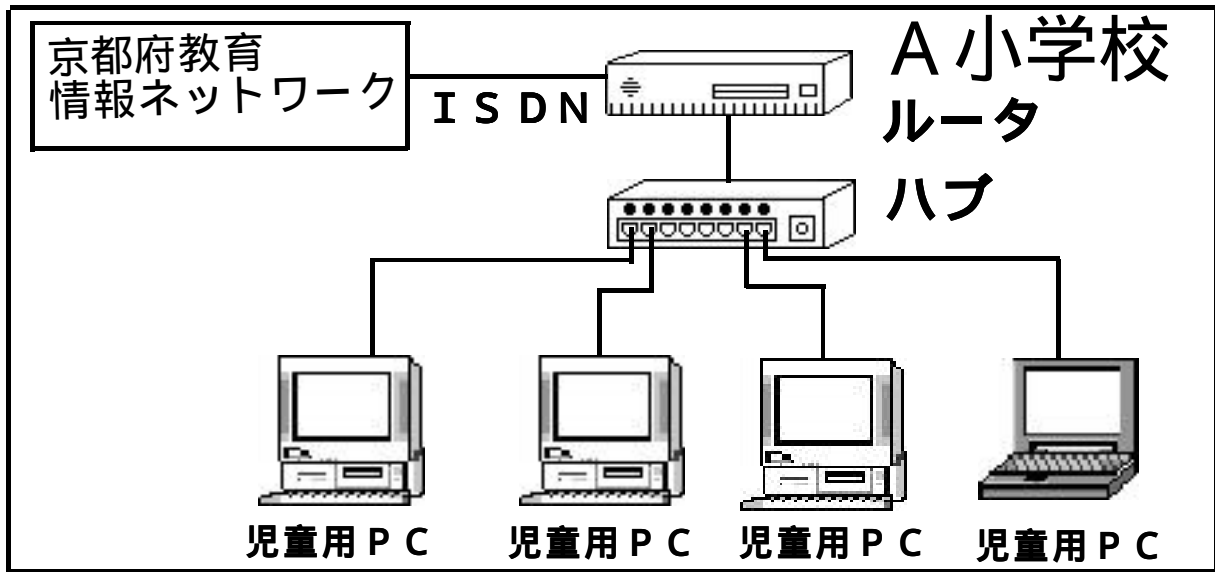 京都府教育
情報ネットワーク
ＩＳＤＮ
Ａ小学校
ルータ
ハブ
児童用ＰＣ
児童用ＰＣ
児童用ＰＣ
児童用ＰＣ